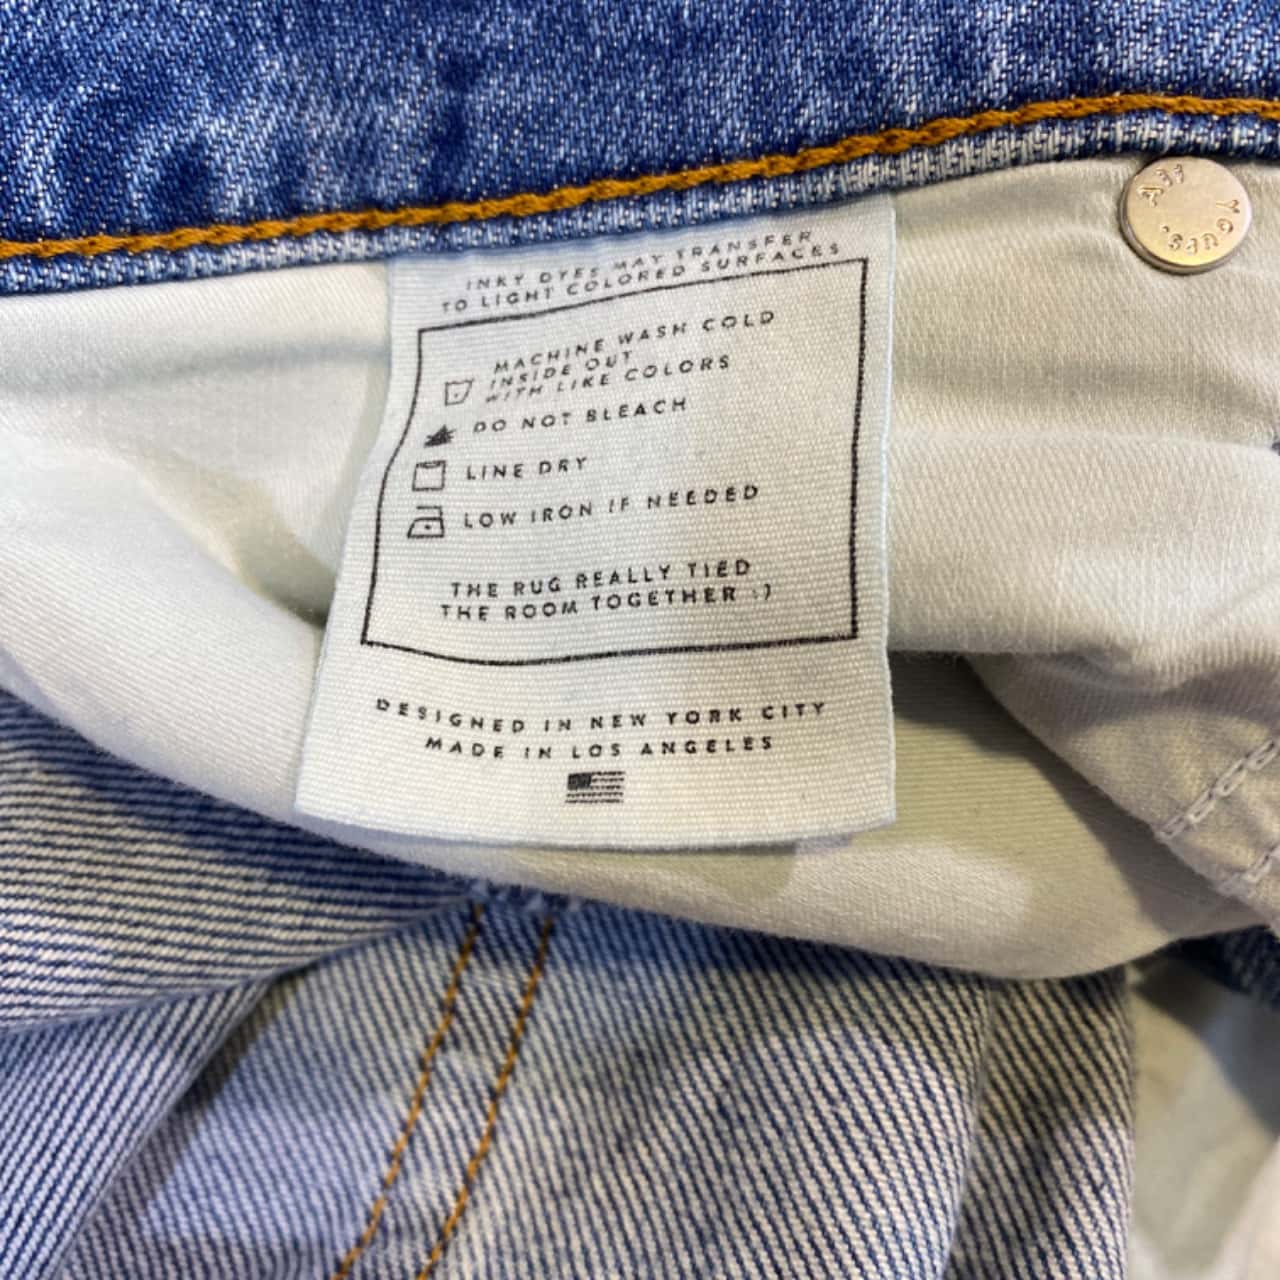 INKY DYES MAY TRANSFER
TO LIGHT COLORED SURFACES
MACHINE WASH COLD
INSIDE OUT
WITH LIKE COLORS
DO NOT BLEACH
LINE DRY
LOW IRON IF NEEDED
THE RUG REALLY TIED
THE ROOM TOGETHER :)
DESIGNED IN NEW YORK CITY
MADE IN LOS ANGELES
All
Yours.